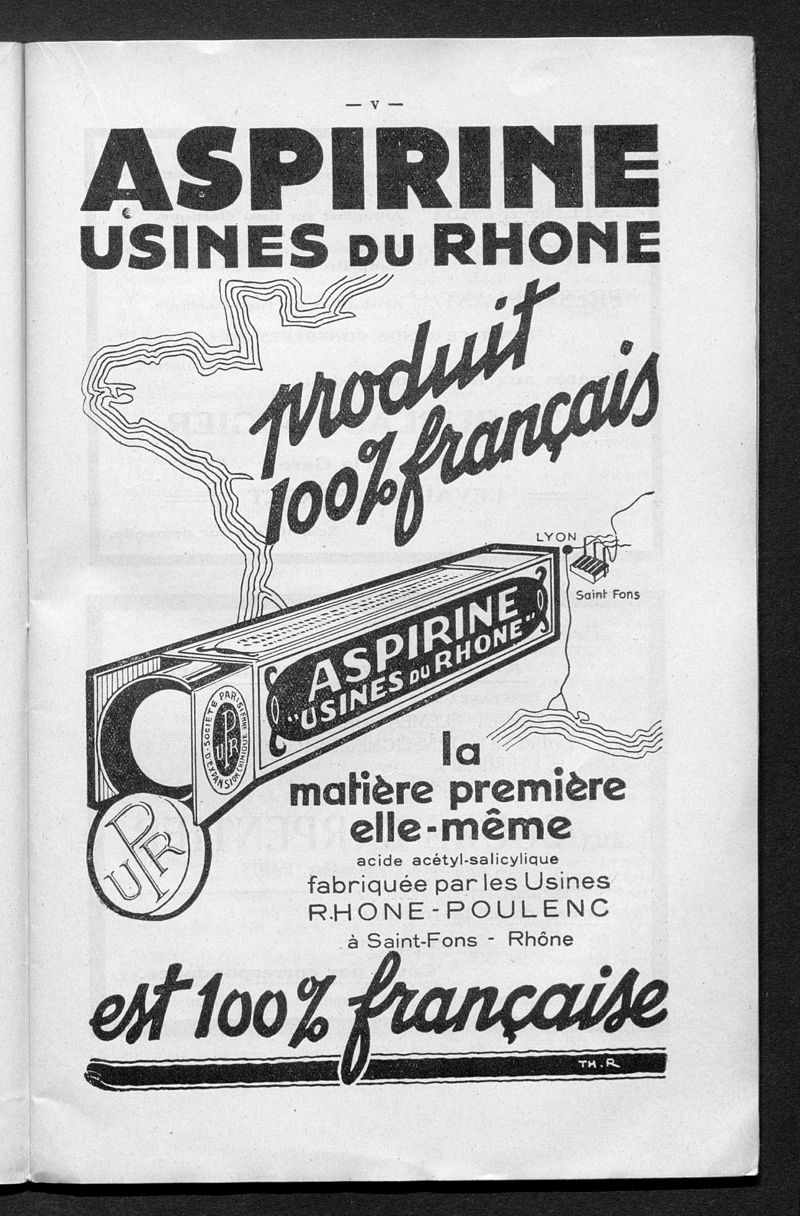 — V —
ASPIRINE
USINES DU RHONE
produit
100% français
LYON
Saint Fons
ASPIRINE
"USINES DU RHONE"
SOCIÉTÉ PARISIENNE D'EXPANSION CHIMIQUE
UPR
UPR
la
matière première
elle-même
acide acétyl-salicylique
fabriquée par les Usines
RHONE-POULENC
à Saint-Fons - Rhône
est 100% française
TH.R